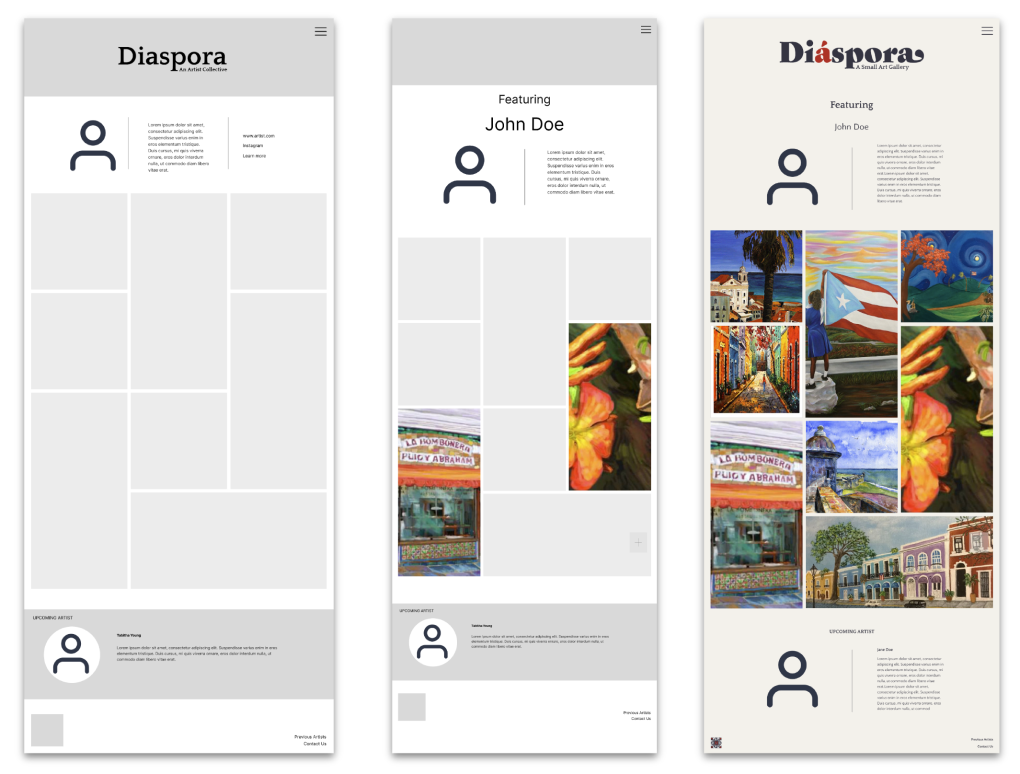 Diaspora
An Artist Collective
Lorem ipsum dolor sit amet,
consectetur adipiscing elit.
Suspendisse varius enim in
eros elementum tristique.
Duis cursus, mi quis viverra
ornare, eros dolor interdum
nulla, ut commodo diam libero
vitae erat.
www.artist.com
Instagram
Learn more
UPCOMING ARTIST
Tabitha Young
Lorem ipsum dolor sit amet, consectetur adipiscing elit. Suspendisse varius enim in eros
elementum tristique. Duis cursus, mi quis viverra ornare, eros dolor interdum nulla, ut
commodo diam libero vitae erat.
Previous Artists
Contact Us
Featuring
John Doe
Lorem ipsum dolor sit amet,
consectetur adipiscing elit.
Suspendisse varius enim in eros
elementum tristique. Duis
cursus, mi quis viverra ornare,
eros dolor interdum nulla, ut
commodo diam libero vitae erat.
LA BOMBONERA
PUIG Y ABRAHAM
UPCOMING ARTIST
Tabitha Young
Lorem ipsum dolor sit amet, consectetur adipiscing elit. Suspendisse varius enim in eros
elementum tristique. Duis cursus, mi quis viverra ornare, eros dolor interdum nulla, ut
commodo diam libero vitae erat.
Previous Artists
Contact Us
Diáspora
A Small Art Gallery
Featuring
John Doe
Lorem ipsum dolor sit amet,
consectetur adipiscing elit.
Suspendisse varius enim in
eros elementum tristique. Duis
cursus, mi quis viverra ornare,
eros dolor interdum nulla, ut
commodo diam libero vitae
erat.Lorem ipsum dolor sit amet,
consectetur adipiscing elit.
Suspendisse
varius enim in eros elementum
tristique. Duis cursus, mi quis
viverra ornare, eros dolor
interdum nulla, ut commodo
diam libero vitae erat.
LA BOMBONERA
PUIG Y ABRAHAM
UPCOMING ARTIST
Jane Doe
Previous Artists
Contact Us